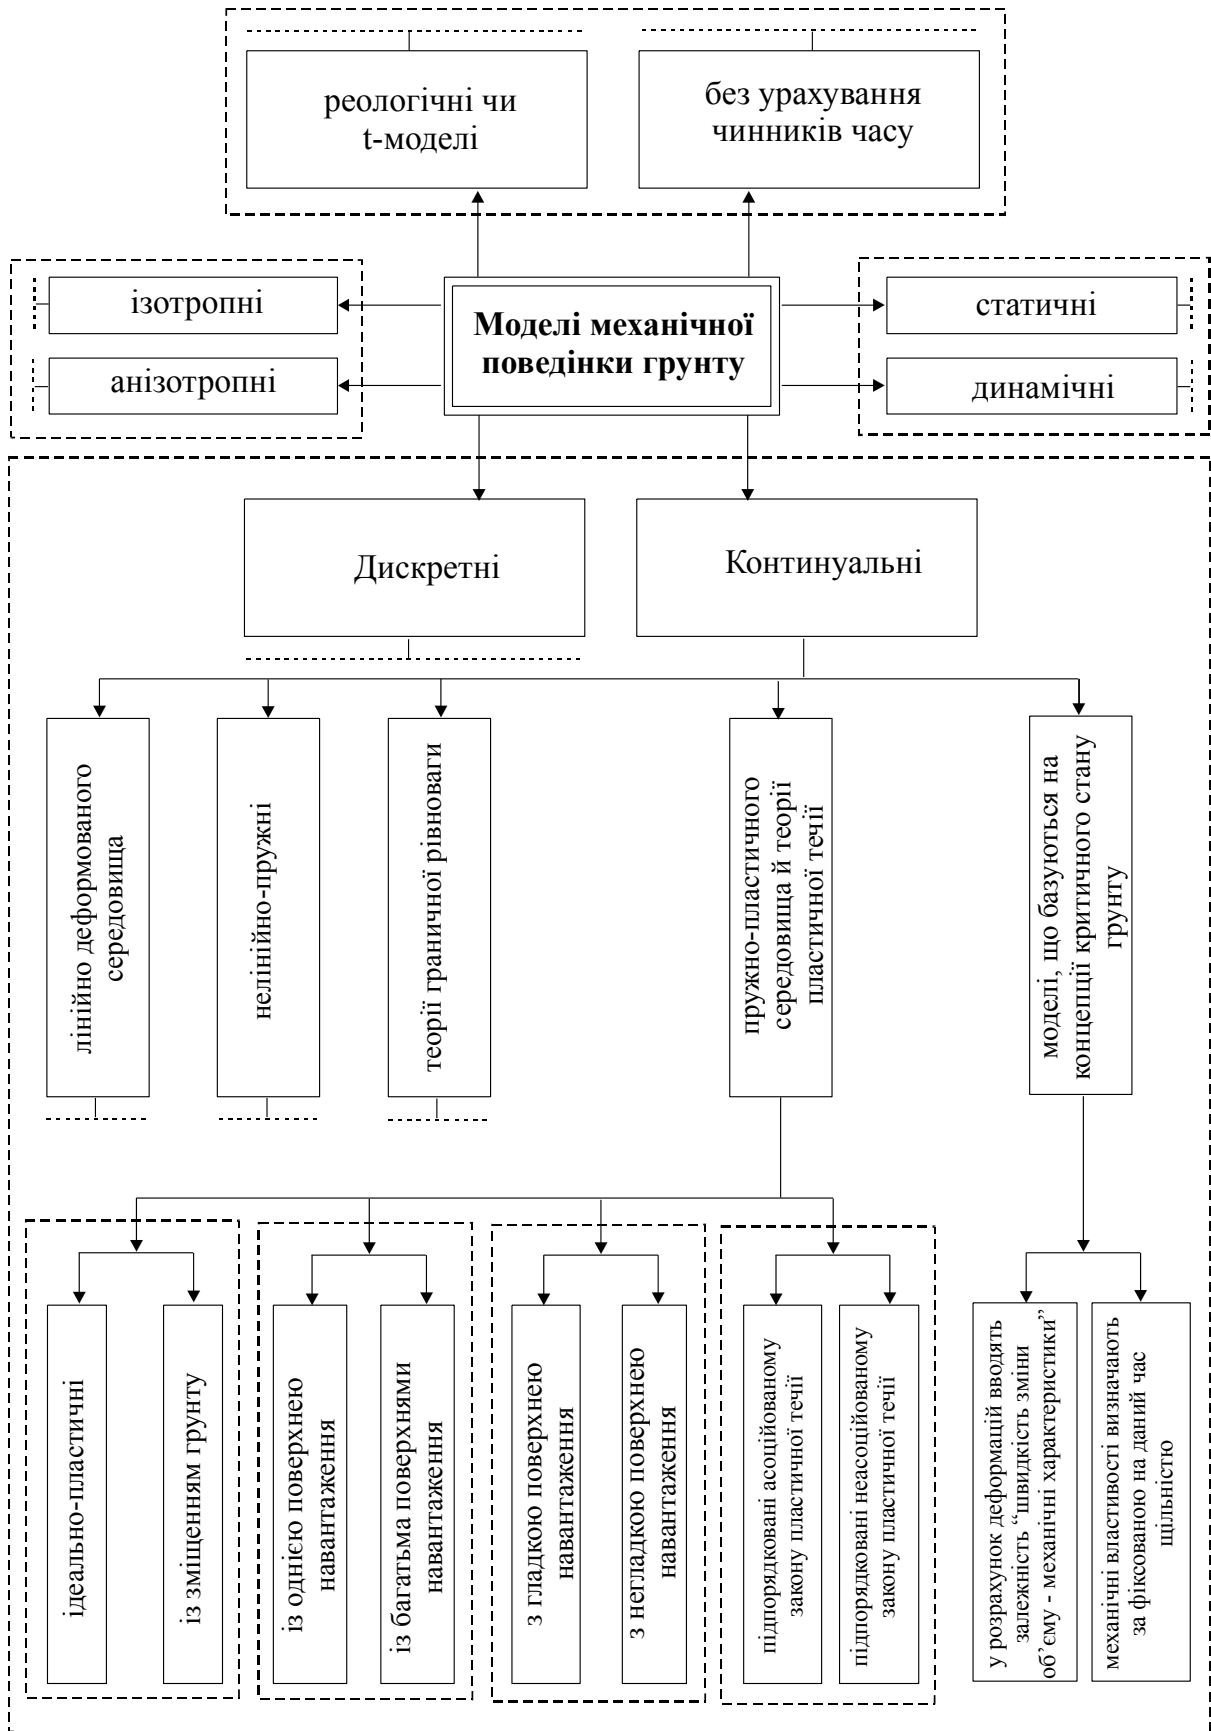 реологічні чи
t-моделі
без урахування
чинників часу
ізотропні
анізотропні
Моделі механічної
поведінки грунту
статичні
динамічні
Дискретні
Континуальні
лінійно деформованого
середовища
нелінійно-пружні
теорії граничної рівноваги
пружно-пластичного
середовища й теорії
пластичної течії
моделі, що базуються на
концепції критичного стану
грунту
ідеально-пластичні
із зміщенням грунту
із однією поверхнею
навантаження
із багатьма поверхнями
навантаження
з гладкою поверхнею
навантаження
з негладкою поверхнею
навантаження
підпорядковані асоційованому
закону пластичної течії
підпорядковані неасоційованому
закону пластичної течії
у розрахунок деформацій вводять
залежність “швидкість зміни
об’єму - механічні характеристики”
механічні властивості визначають
за фіксованою на даний час
щільністю